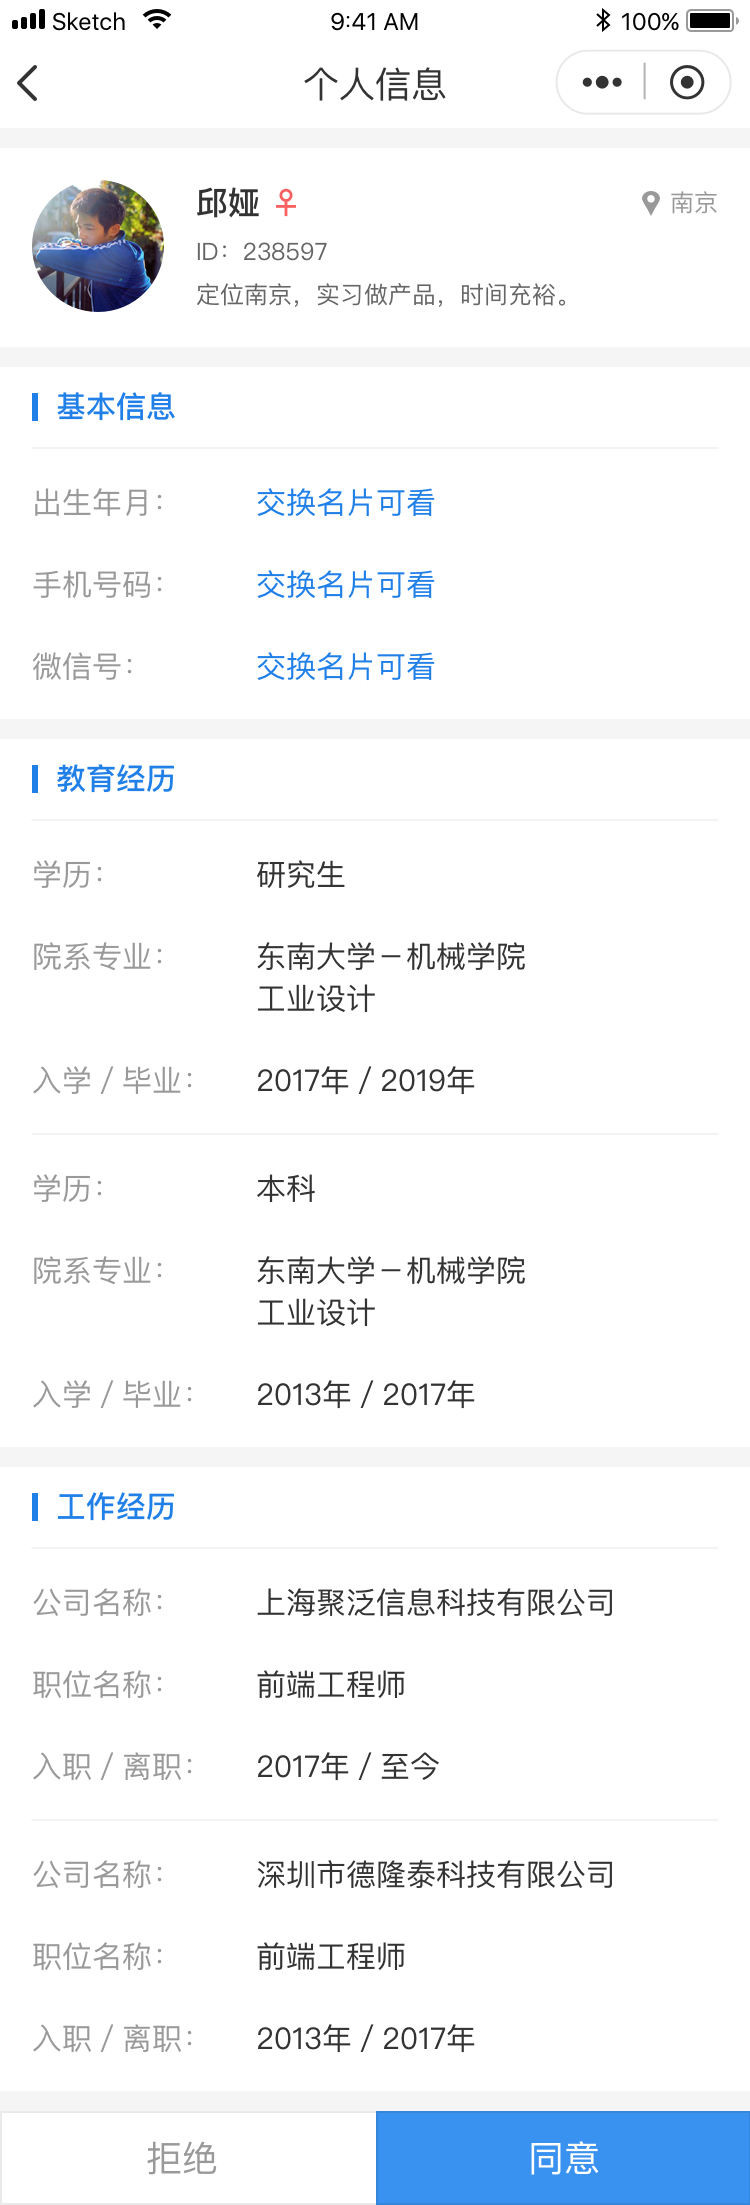 Sketch 9:41 AM 100%
个人信息
邱娅 南京
ID：238597
定位南京，实习做产品，时间充裕。
基本信息
出生年月： 交换名片可看
手机号码： 交换名片可看
微信号： 交换名片可看
教育经历
学历： 研究生
院系专业： 东南大学－机械学院
工业设计
入学 / 毕业： 2017年 / 2019年
学历： 本科
院系专业： 东南大学－机械学院
工业设计
入学 / 毕业： 2013年 / 2017年
工作经历
公司名称： 上海聚泛信息科技有限公司
职位名称： 前端工程师
入职 / 离职： 2017年 / 至今
公司名称： 深圳市德隆泰科技有限公司
职位名称： 前端工程师
入职 / 离职： 2013年 / 2017年
拒绝 同意